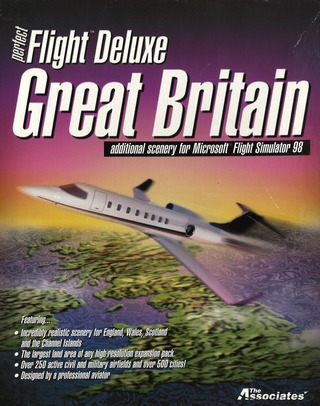 perfect Flight™ Deluxe
Great Britain
additional scenery for Microsoft® Flight Simulator 98
Featuring...
• Incredibly realistic scenery for England, Wales, Scotland
and the Channel Islands
• The largest land area of any high-resolution expansion pack.
• Over 250 active civil and military airfields and over 500 cities!
• Designed by a professional aviator
The
Associates